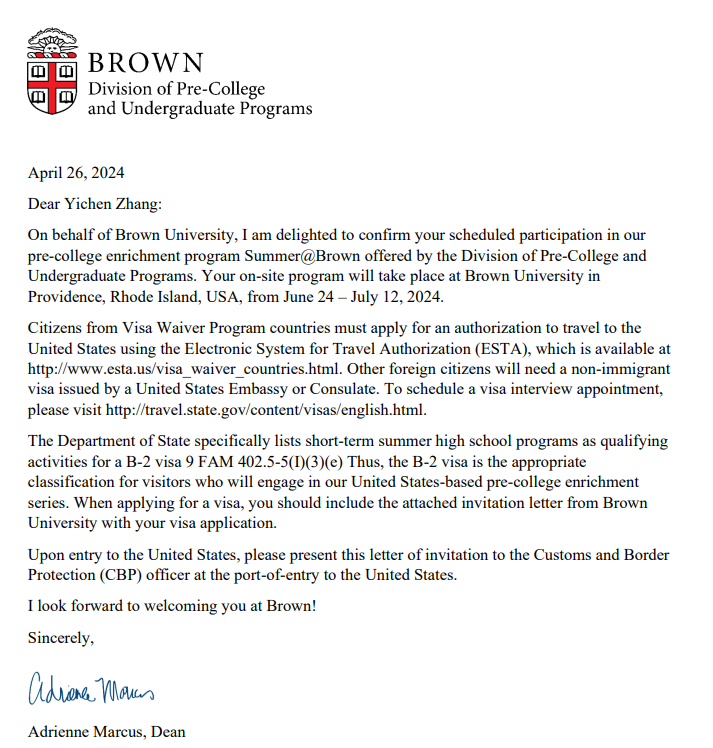 BROWN
Division of Pre-College
and Undergraduate Programs
April 26, 2024
Dear Yichen Zhang:
On behalf of Brown University, I am delighted to confirm your scheduled participation in our
pre-college enrichment program Summer@Brown offered by the Division of Pre-College and
Undergraduate Programs. Your on-site program will take place at Brown University in
Providence, Rhode Island, USA, from June 24 – July 12, 2024.
Citizens from Visa Waiver Program countries must apply for an authorization to travel to the
United States using the Electronic System for Travel Authorization (ESTA), which is available at
http://www.esta.us/visa_waiver_countries.html. Other foreign citizens will need a non-immigrant
visa issued by a United States Embassy or Consulate. To schedule a visa interview appointment,
please visit http://travel.state.gov/content/visas/english.html.
The Department of State specifically lists short-term summer high school programs as qualifying
activities for a B-2 visa 9 FAM 402.5-5(I)(3)(e) Thus, the B-2 visa is the appropriate
classification for visitors who will engage in our United States-based pre-college enrichment
series. When applying for a visa, you should include the attached invitation letter from Brown
University with your visa application.
Upon entry to the United States, please present this letter of invitation to the Customs and Border
Protection (CBP) officer at the port-of-entry to the United States.
I look forward to welcoming you at Brown!
Sincerely,
Adrienne Marcus
Adrienne Marcus, Dean